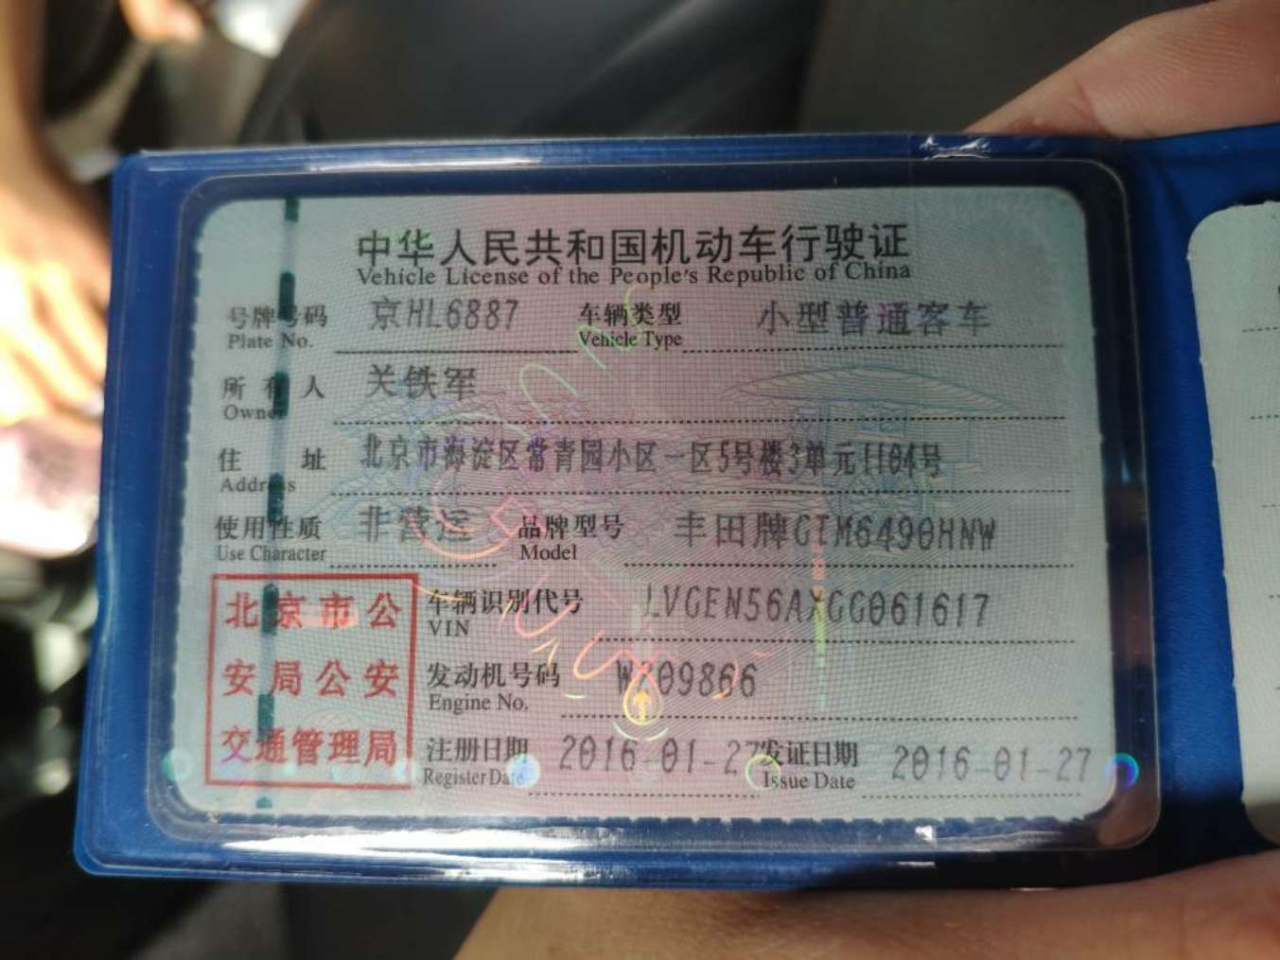 中华人民共和国机动车行驶证
Vehicle License of the People's Republic of China
号牌号码 京HL6887 车辆类型 小型普通客车
Plate No. Vehicle Type
所有人 关铁军
Owner
住址 北京市海淀区常青园小区一区5号楼3单元1104号
Address
使用性质 非营运 品牌型号 丰田牌GTM6490HNW
Use Character Model
北京市公
安局公安
交通管理局
车辆识别代号 LVGEN56AXGG061617
VIN
发动机号码
Engine No.
注册日期 2016-01-27 发证日期 2016-01-27
Register Date Issue Date